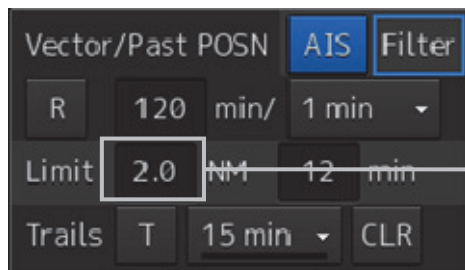 Vector/Past POSN AIS Filter
R 120 min/ 1 min
Limit 2.0 NM 12 min
Trails T 15 min CLR